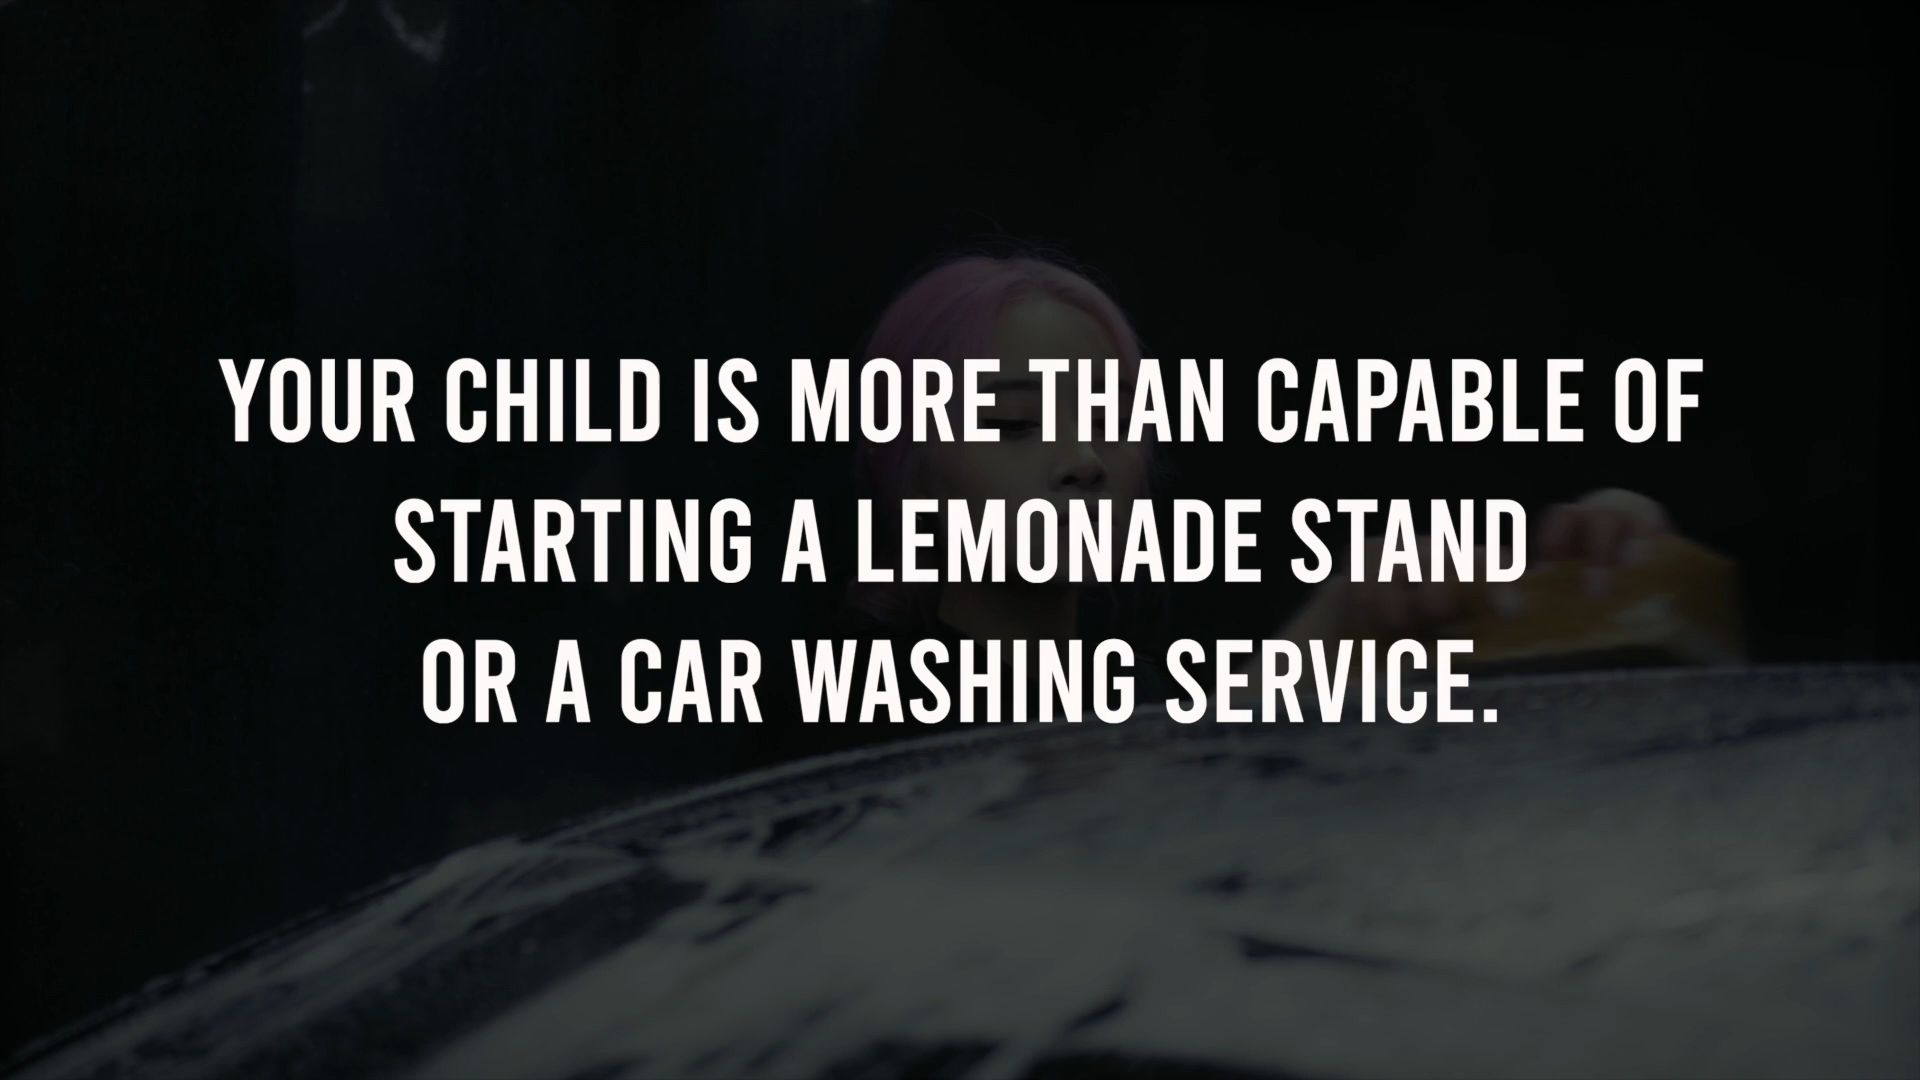 YOUR CHILD IS MORE THAN CAPABLE OF
STARTING A LEMONADE STAND
OR A CAR WASHING SERVICE.